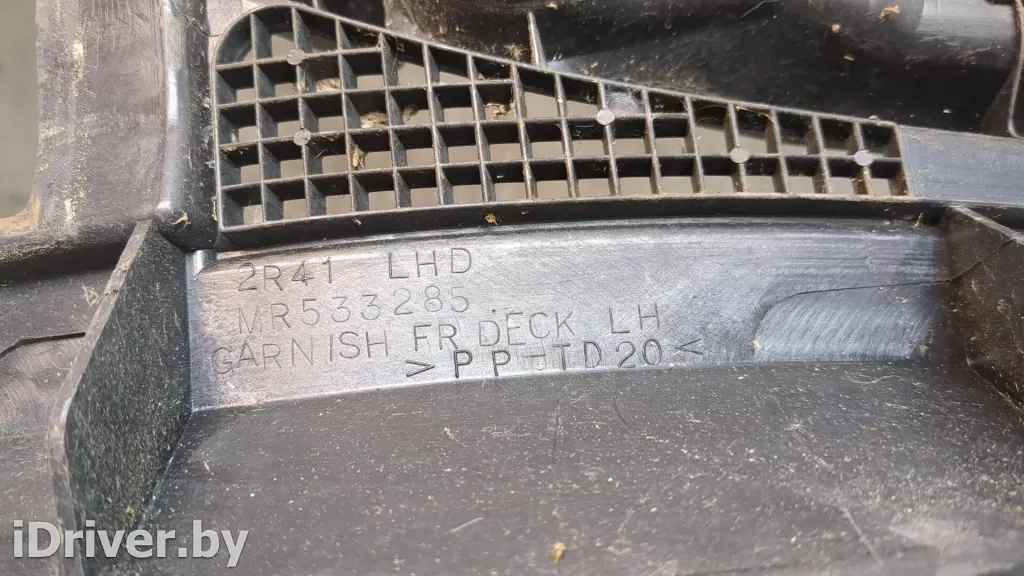 2R41 LHD
MR533285
GARNISH FR DECK LH
>PP-TD20<
iDriver.by